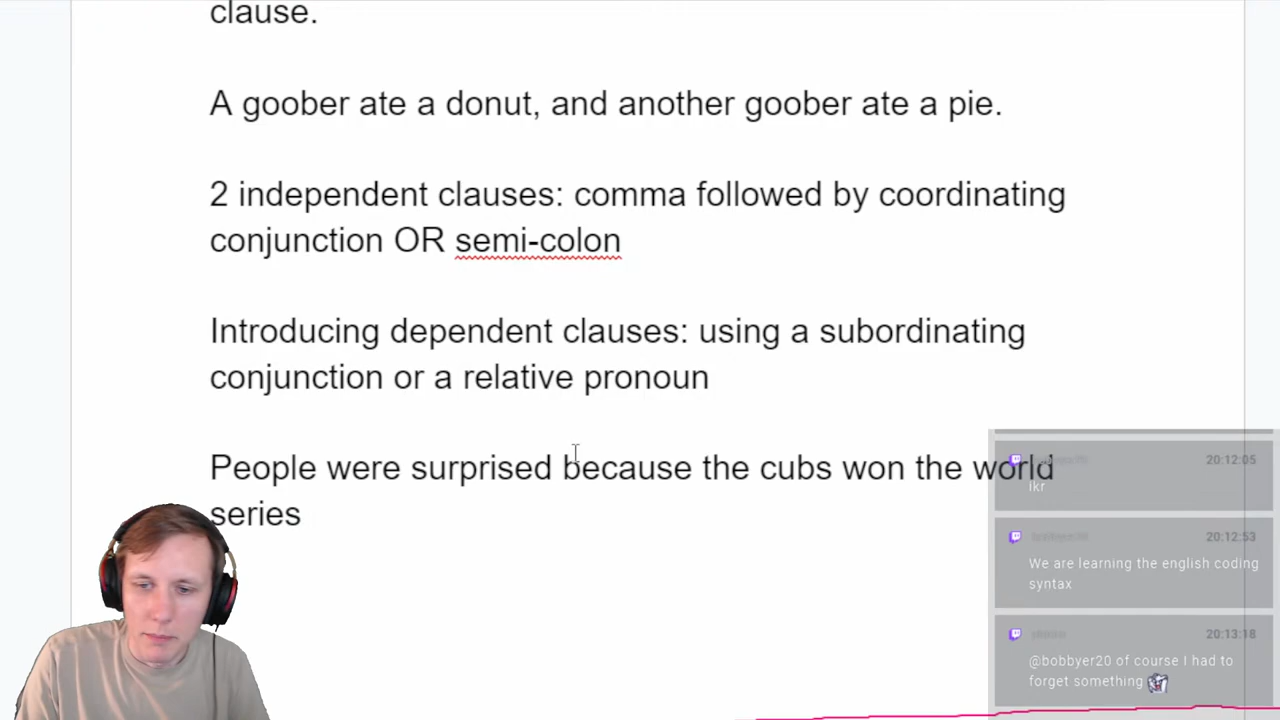 clause.
A goober ate a donut, and another goober ate a pie.
2 independent clauses: comma followed by coordinating
conjunction OR semi-colon
Introducing dependent clauses: using a subordinating
conjunction or a relative pronoun
People were surprised because the cubs won the world
series
20:12:05
ikr
20:12:53
We are learning the english coding
syntax
20:13:18
@bobbyer20 of course I had to
forget something